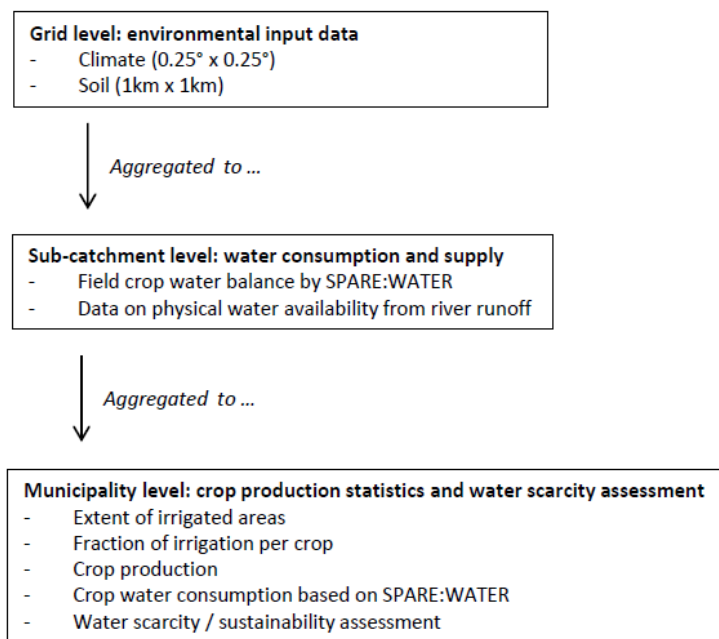 Grid level: environmental input data
- Climate (0.25° x 0.25°)
- Soil (1km x 1km)
Aggregated to ...
Sub-catchment level: water consumption and supply
- Field crop water balance by SPARE:WATER
- Data on physical water availability from river runoff
Aggregated to ...
Municipality level: crop production statistics and water scarcity assessment
- Extent of irrigated areas
- Fraction of irrigation per crop
- Crop production
- Crop water consumption based on SPARE:WATER
- Water scarcity / sustainability assessment